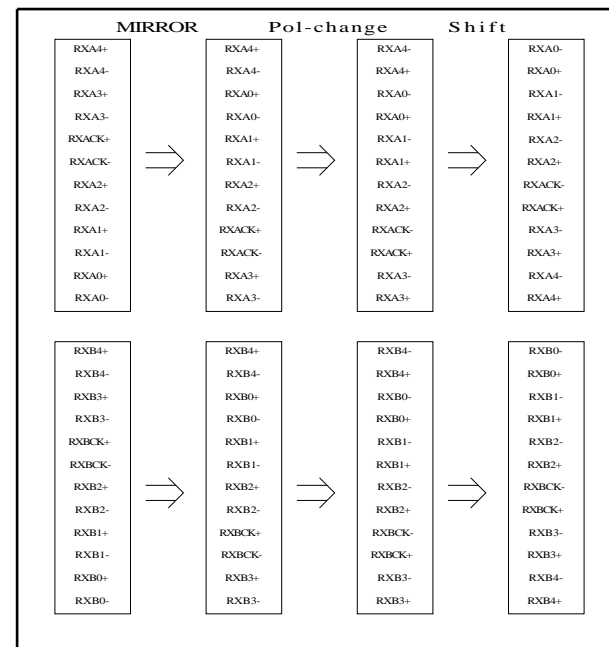 MIRROR Pol-change Shift
RXA4+ RXA4+ RXA4- RXA0-
RXA4- RXA4- RXA4+ RXA0+
RXA3+ RXA0+ RXA0- RXA1-
RXA3- RXA0- RXA0+ RXA1+
RXACK+ RXA1+ RXA1- RXA2-
RXACK- RXA1- RXA1+ RXA2+
RXA2+ RXA2+ RXA2- RXACK-
RXA2- RXA2- RXA2+ RXACK+
RXA1+ RXACK+ RXACK- RXA3-
RXA1- RXACK- RXACK+ RXA3+
RXA0+ RXA3+ RXA3- RXA4-
RXA0- RXA3- RXA3+ RXA4+
RXB4+ RXB4+ RXB4- RXB0-
RXB4- RXB4- RXB4+ RXB0+
RXB3+ RXB0+ RXB0- RXB1-
RXB3- RXB0- RXB0+ RXB1+
RXBCK+ RXB1+ RXB1- RXB2-
RXBCK- RXB1- RXB1+ RXB2+
RXB2+ RXB2+ RXB2- RXBCK-
RXB2- RXB2- RXB2+ RXBCK+
RXB1+ RXBCK+ RXBCK- RXB3-
RXB1- RXBCK- RXBCK+ RXB3+
RXB0+ RXB3+ RXB3- RXB4-
RXB0- RXB3- RXB3+ RXB4+